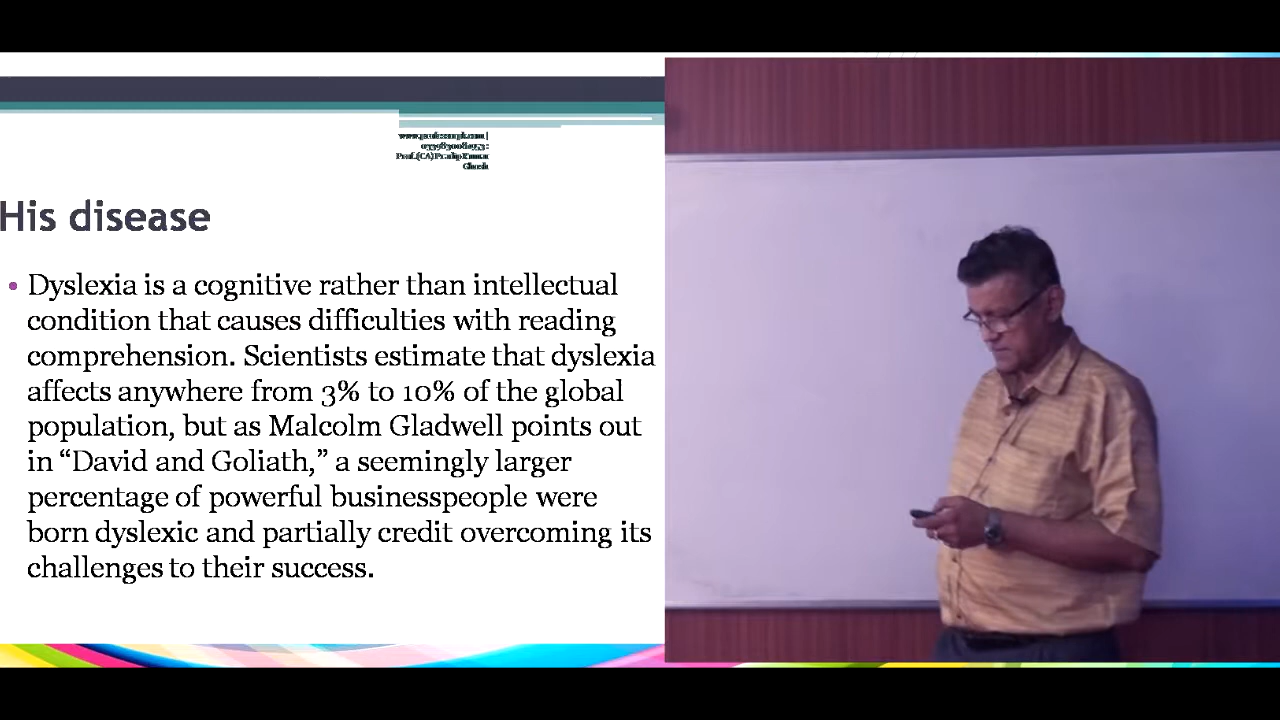 Prof.(CA)
Ghosh
His disease
• Dyslexia is a cognitive rather than intellectual
condition that causes difficulties with reading
comprehension. Scientists estimate that dyslexia
affects anywhere from 3% to 10% of the global
population, but as Malcolm Gladwell points out
in “David and Goliath,” a seemingly larger
percentage of powerful businesspeople were
born dyslexic and partially credit overcoming its
challenges to their success.